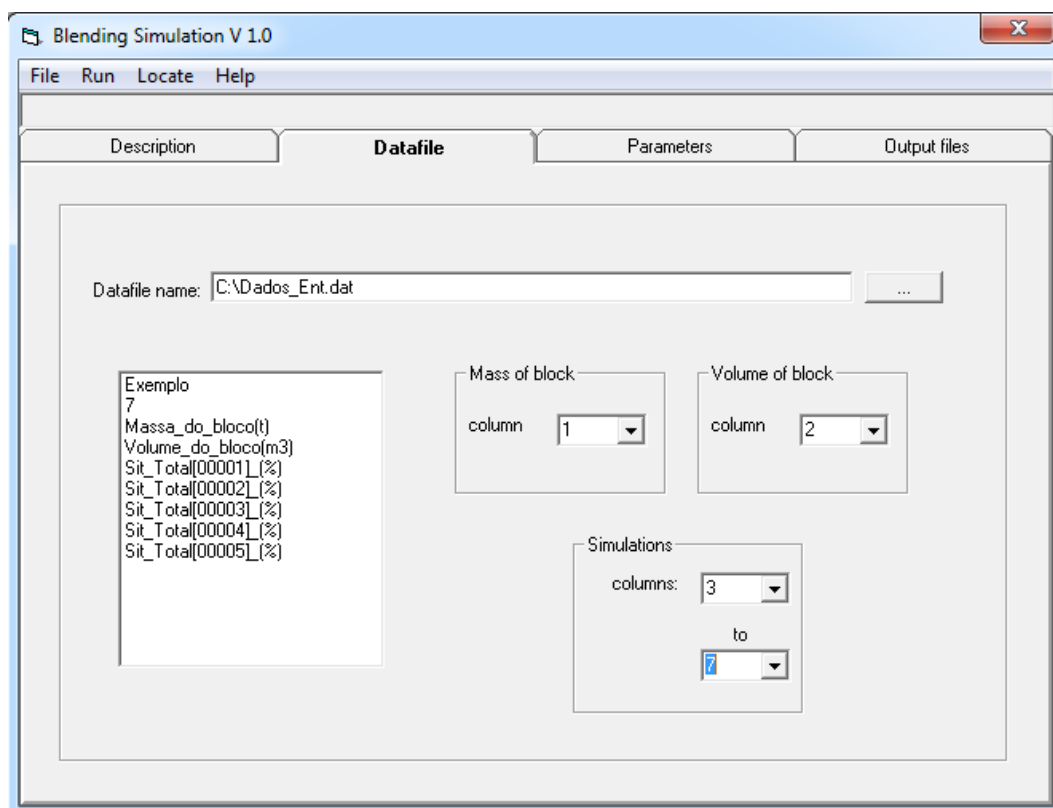 Blending Simulation V 1.0
File Run Locate Help
Description Datafile Parameters Output files
Datafile name: C:\Dados_Ent.dat ...
Exemplo
7
Massa_do_bloco(t)
Volume_do_bloco(m3)
Sit_Total[00001]_(%)
Sit_Total[00002]_(%)
Sit_Total[00003]_(%)
Sit_Total[00004]_(%)
Sit_Total[00005]_(%)
Mass of block
column 1
Volume of block
column 2
Simulations
columns: 3
to
7